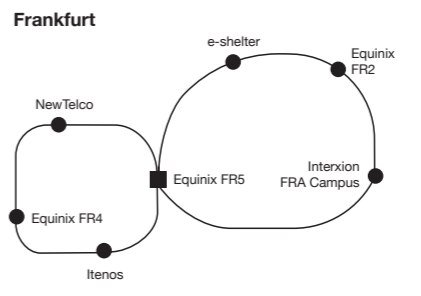 Frankfurt
e-shelter
Equinix
FR2
NewTelco
Interxion
FRA Campus
Equinix FR5
Equinix FR4
Itenos